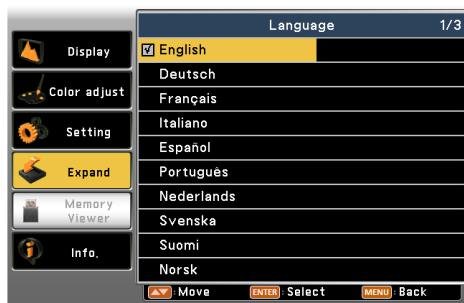 Language 1/3
Display
Color adjust
Setting
Expand
Memory
Viewer
Info.
English
Deutsch
Français
Italiano
Español
Português
Nederlands
Svenska
Suomi
Norsk
:Move ENTER :Select MENU :Back